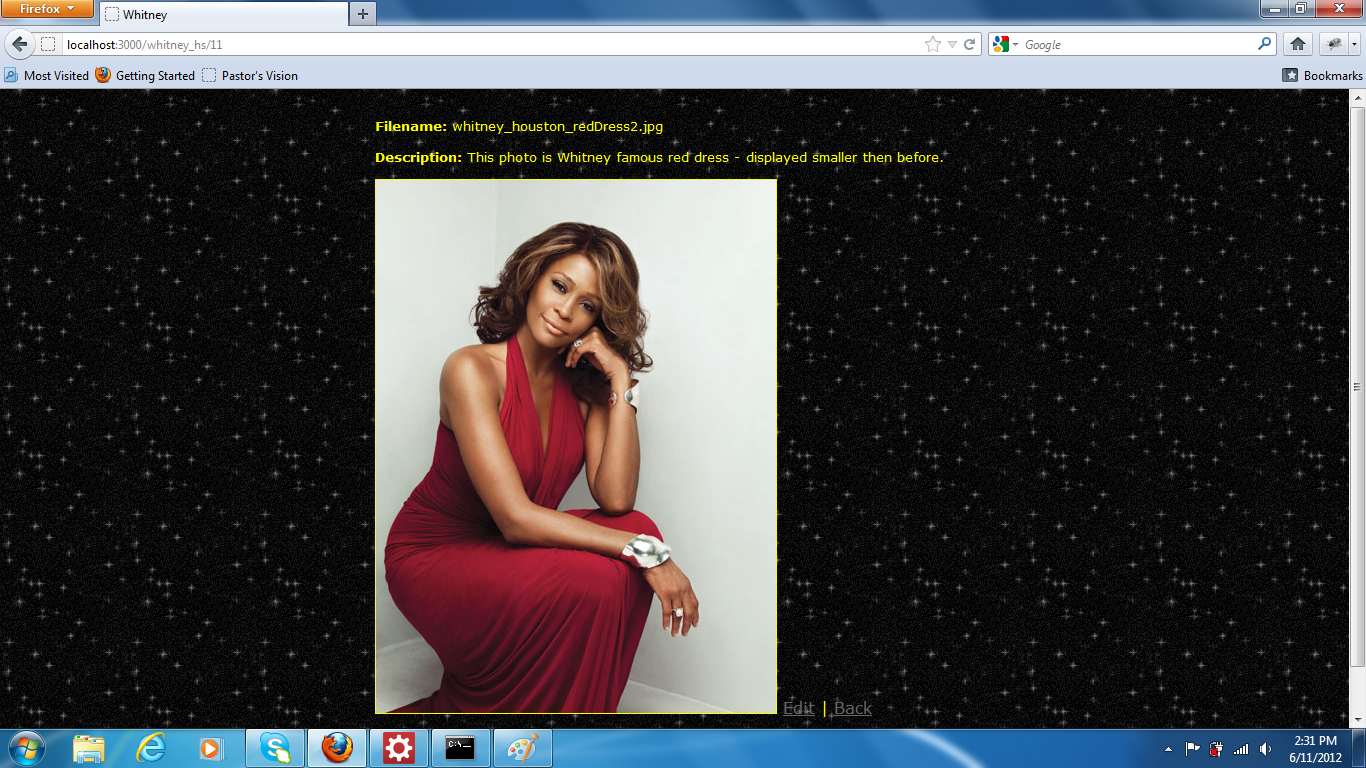 Firefox
Whitney
localhost:3000/whitney_hs/11
Google
Most Visited
Getting Started
Pastor's Vision
Bookmarks
Filename: whitney_houston_redDress2.jpg
Description: This photo is Whitney famous red dress - displayed smaller then before.
Edit | Back
C:\_
2:31 PM
6/11/2012